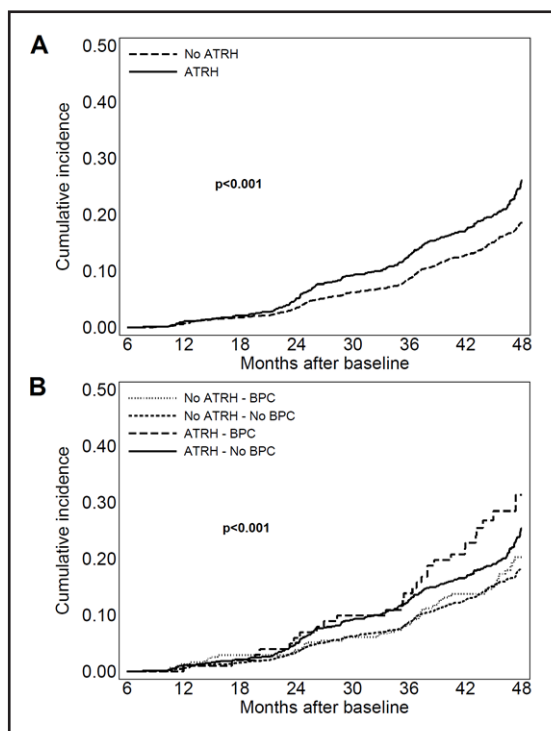 A
0.50
No ATRH
ATRH
0.40
0.30
p<0.001
0.20
0.10
0.00
Cumulative incidence
6 12 18 24 30 36 42 48
Months after baseline
B
0.50
No ATRH - BPC
No ATRH - No BPC
ATRH - BPC
ATRH - No BPC
0.40
0.30
p<0.001
0.20
0.10
0.00
Cumulative incidence
6 12 18 24 30 36 42 48
Months after baseline